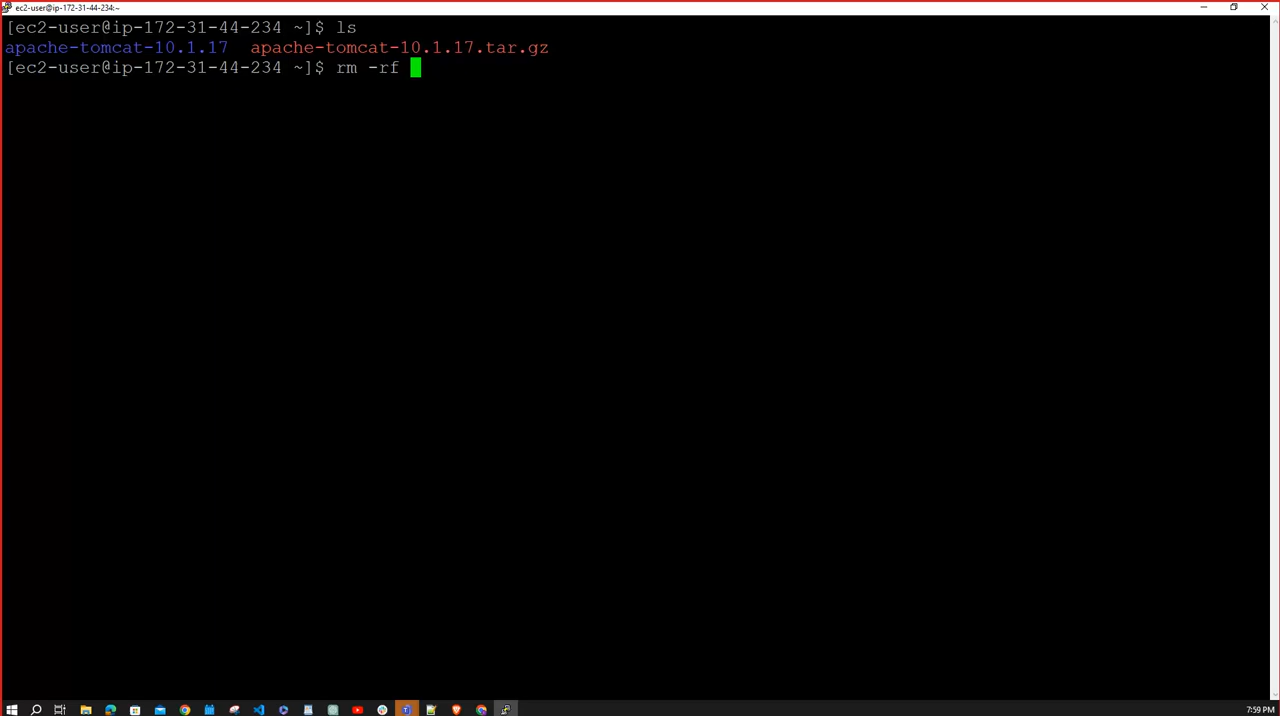 ec2-user@ip-172-31-44-234:~
[ec2-user@ip-172-31-44-234 ~]$ ls
apache-tomcat-10.1.17  apache-tomcat-10.1.17.tar.gz
[ec2-user@ip-172-31-44-234 ~]$ rm -rf
7:59 PM